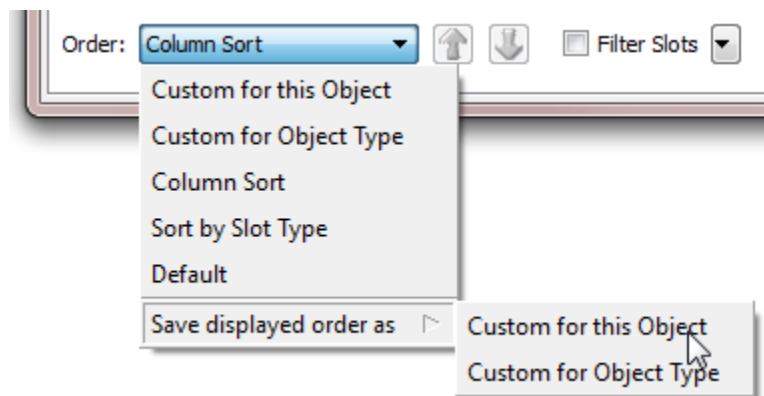 Order: Column Sort Filter Slots
Custom for this Object
Custom for Object Type
Column Sort
Sort by Slot Type
Default
Save displayed order as
Custom for this Object
Custom for Object Type